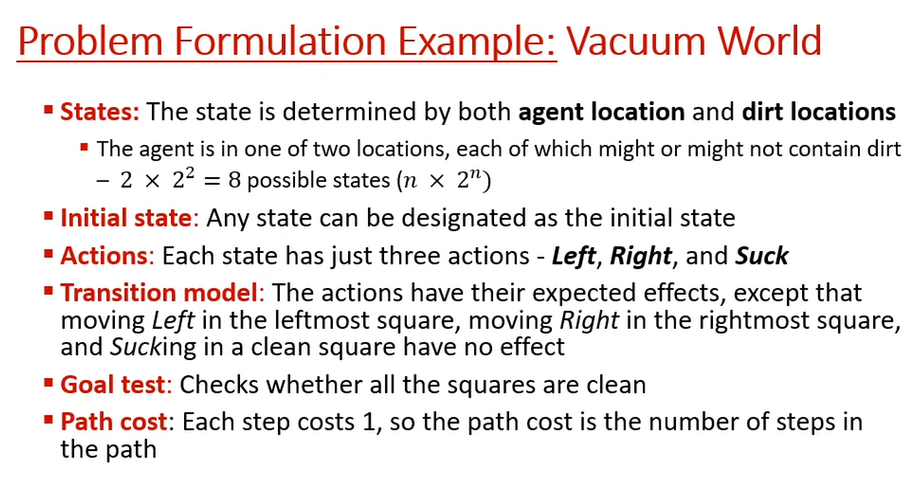 Problem Formulation Example: Vacuum World
▪ States: The state is determined by both agent location and dirt locations
▪ The agent is in one of two locations, each of which might or might not contain dirt
– 2 × 2² = 8 possible states (n × 2ⁿ)
▪ Initial state: Any state can be designated as the initial state
▪ Actions: Each state has just three actions - Left, Right, and Suck
▪ Transition model: The actions have their expected effects, except that
moving Left in the leftmost square, moving Right in the rightmost square,
and Sucking in a clean square have no effect
▪ Goal test: Checks whether all the squares are clean
▪ Path cost: Each step costs 1, so the path cost is the number of steps in
the path